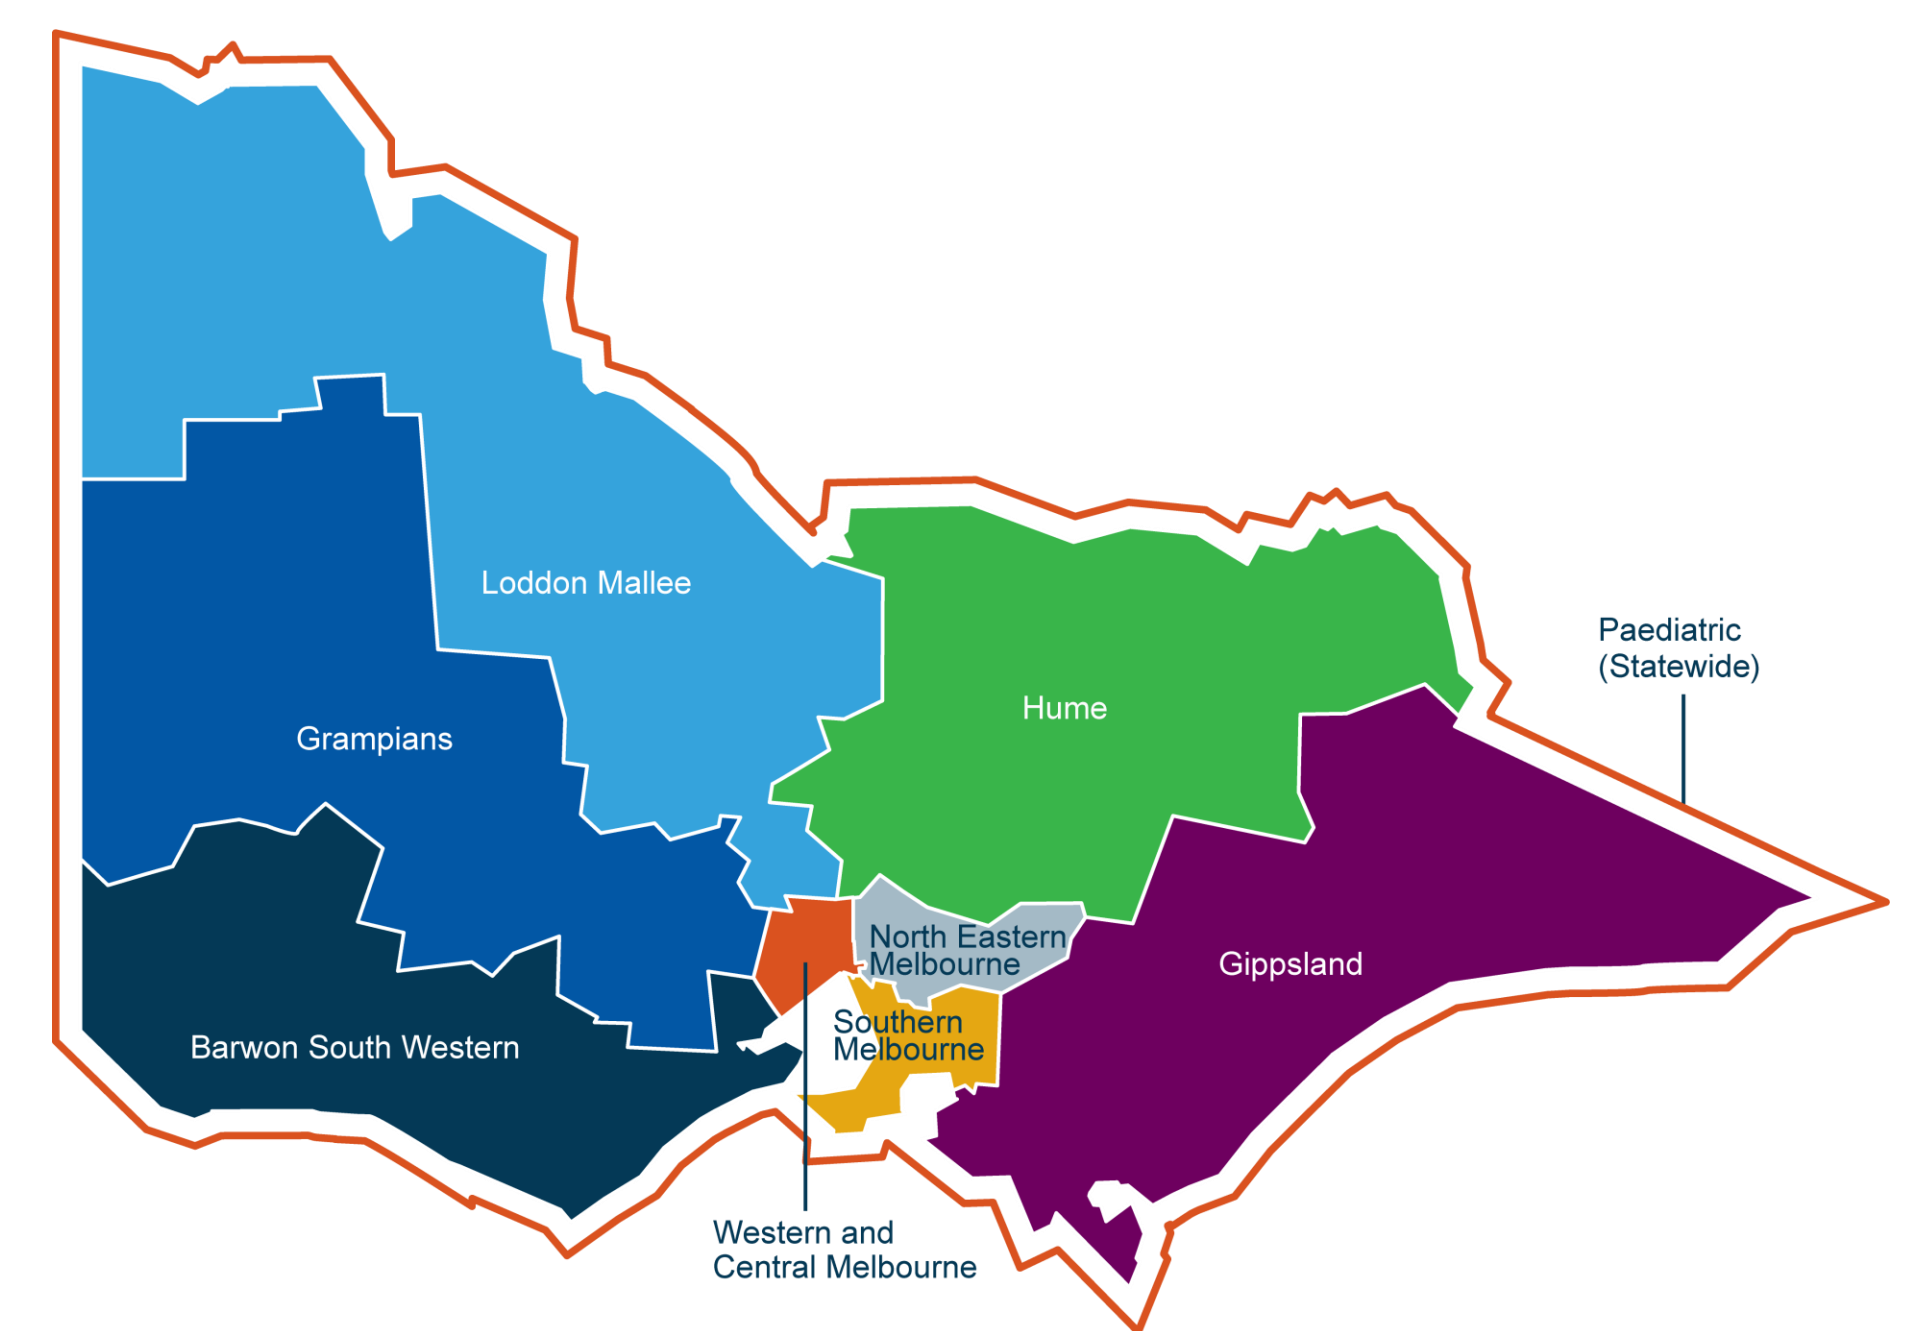 Loddon Mallee
Paediatric
(Statewide)
Hume
Grampians
North Eastern
Melbourne
Gippsland
Southern
Melbourne
Barwon South Western
Western and
Central Melbourne